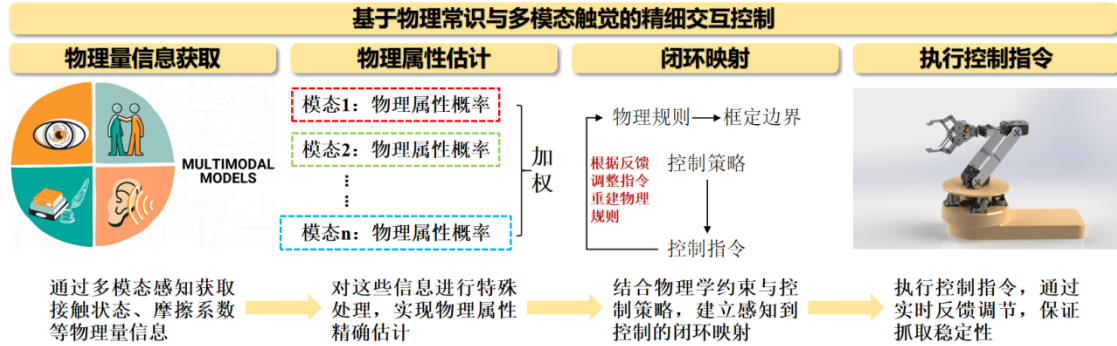 基于物理常识与多模态触觉的精细交互控制
物理量信息获取
物理属性估计
闭环映射
执行控制指令
MULTIMODAL
MODELS
模态1：物理属性概率
模态2：物理属性概率
模态n：物理属性概率
加权
物理规则
框定边界
根据反馈
调整指令
重建物理
规则
控制策略
控制指令
通过多模态感知获取
接触状态、摩擦系数
等物理量信息
对这些信息进行特殊
处理，实现物理属性
精确估计
结合物理学约束与控
制策略，建立感知到
控制的闭环映射
执行控制指令，通过
实时反馈调节，保证
抓取稳定性